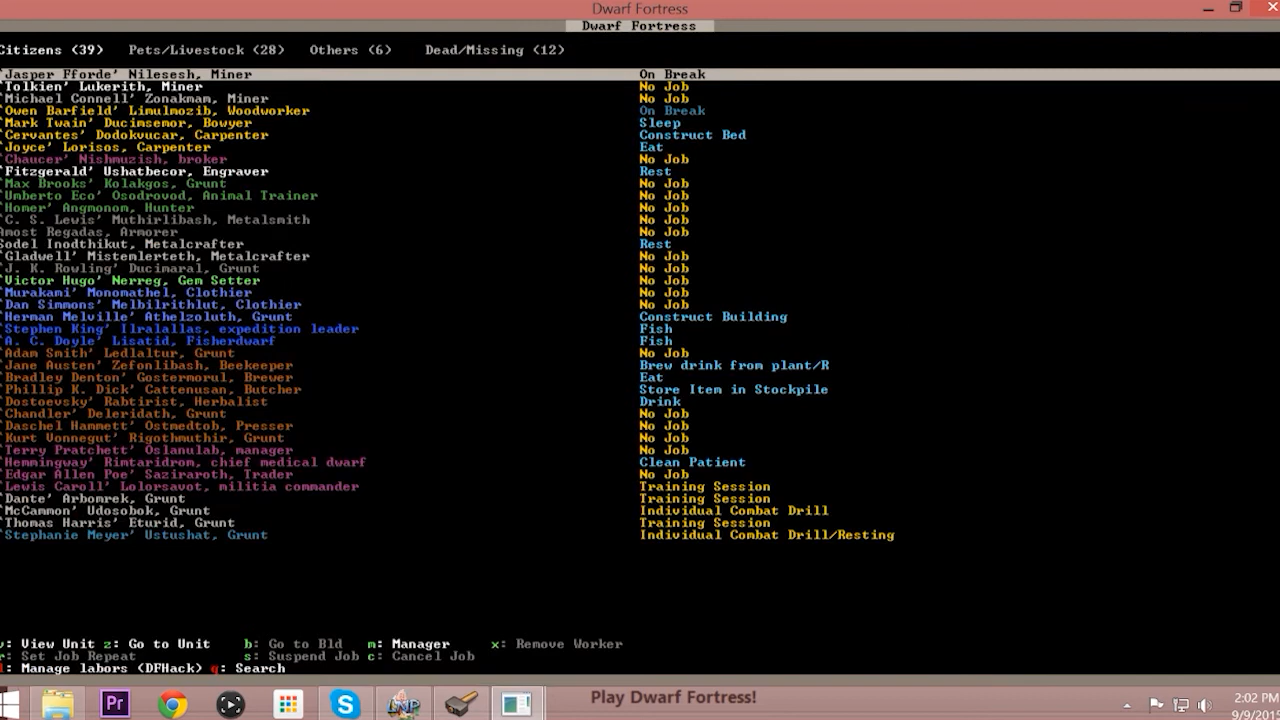 Dwarf Fortress
Dwarf Fortress
Citizens (39) Pets/Livestock (28) Others (6) Dead/Missing (12)
`Jasper Fforde' Nilesesh, Miner On Break
`Tolkien' Lukerith, Miner No Job
`Michael Connell' Zonakmam, Miner No Job
`Owen Barfield' Limulmozib, Woodworker On Break
`Mark Twain' Ducimsemor, Bowyer Sleep
`Cervantes' Dodokvucar, Carpenter Construct Bed
`Joyce' Lorisos, Carpenter Eat
`Chaucer' Nishmuzish, broker No Job
`Fitzgerald' Ushatbecor, Engraver Rest
`Max Brooks' Kolakgos, Grunt No Job
`Umberto Eco' Osodrovod, Animal Trainer No Job
`Homer' Angmonom, Hunter No Job
`C. S. Lewis' Muthirlibash, Metalsmith No Job
Amost Regadas, Armorer No Job
Sodel Inodthikut, Metalcrafter Rest
`Gladwell' Mistemlerteth, Metalcrafter No Job
`J. K. Rowling' Ducimaral, Grunt No Job
`Victor Hugo' Nerreg, Gem Setter No Job
`Murakami' Monomathel, Clothier No Job
`Dan Simmons' Melbilrithlut, Clothier No Job
`Herman Melville' Athelzoluth, Grunt Construct Building
`Stephen King' Ilralallas, expedition leader Fish
`A. C. Doyle' Lisatid, Fisherdwarf Fish
`Adam Smith' Ledlaltur, Grunt No Job
`Jane Austen' Zefonlibash, Beekeeper Brew drink from plant/R
`Bradley Denton' Gostermorul, Brewer Eat
`Phillip K. Dick' Cattenusan, Butcher Store Item in Stockpile
`Dostoevsky' Rabtirist, Herbalist Drink
`Chandler' Deleridath, Grunt No Job
`Daschel Hammett' Ostmedtob, Presser No Job
`Kurt Vonnegut' Rigothmuthir, Grunt No Job
`Terry Pratchett' Oslanulab, manager No Job
`Hemmingway' Rimtaridrom, chief medical dwarf Clean Patient
`Edgar Allen Poe' Saziraroth, Trader No Job
`Lewis Caroll' Lolorsavot, militia commander Training Session
`Dante' Arbomrek, Grunt Training Session
`McCammon' Udosobok, Grunt Individual Combat Drill
`Thomas Harris' Eturid, Grunt Training Session
`Stephanie Meyer' Ustushat, Grunt Individual Combat Drill/Resting
v: View Unit z: Go to Unit b: Go to Bld m: Manager x: Remove Worker
r: Set Job Repeat s: Suspend Job c: Cancel Job
l: Manage labors (DFHack) q: Search
Pr S LNP Play Dwarf Fortress! 2:02 PM